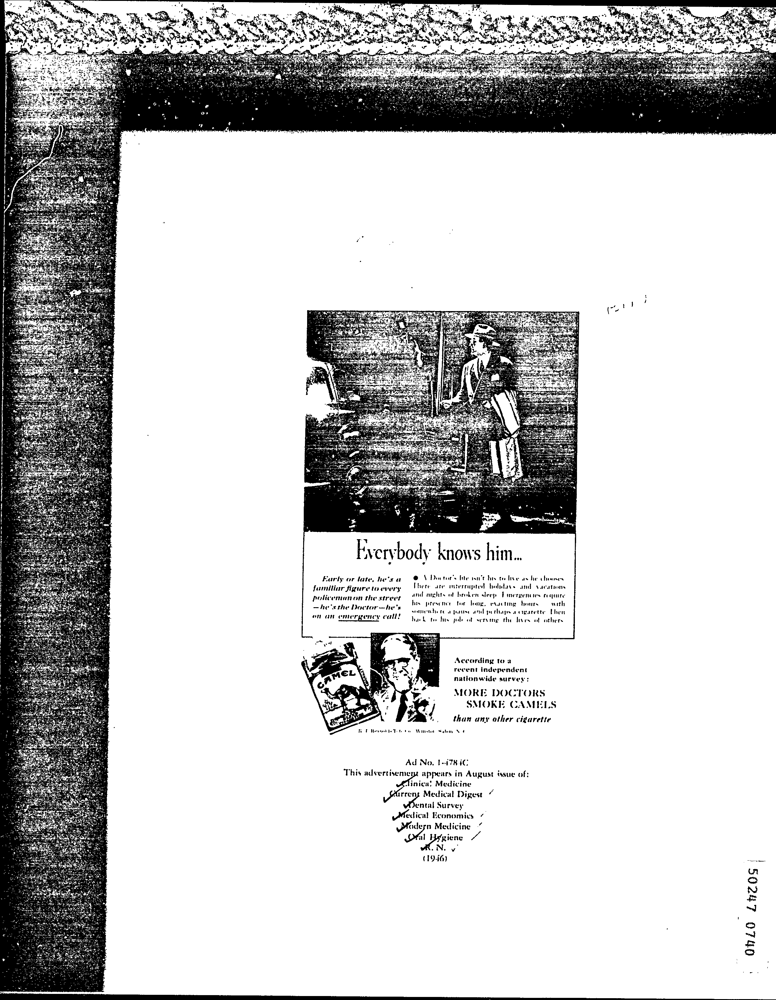 Everybody knows him...
Early or late, he's a
familiar figure to every
policeman on the street
—he's the Doctor—he's
on an emergency call!
● A Doctor's life isn't his to live as he chooses.
There are interrupted holidays and vacations
and nights of broken sleep. Emergencies require
his presence for long, exacting hours with
somewhere a pause and perhaps a cigarette. Then
back to his job of serving the lives of others.
CAMEL
According to a
recent independent
nationwide survey:
MORE DOCTORS
SMOKE CAMELS
than any other cigarette
R. J. Reynolds Tob. Co., Winston-Salem, N. C.
Ad No. 1-478
This advertisement appears in August issue of:
Clinical Medicine
Current Medical Digest
Dental Survey
Medical Economics
Modern Medicine
Oral Hygiene
R. N.
(1946)
50247 0740